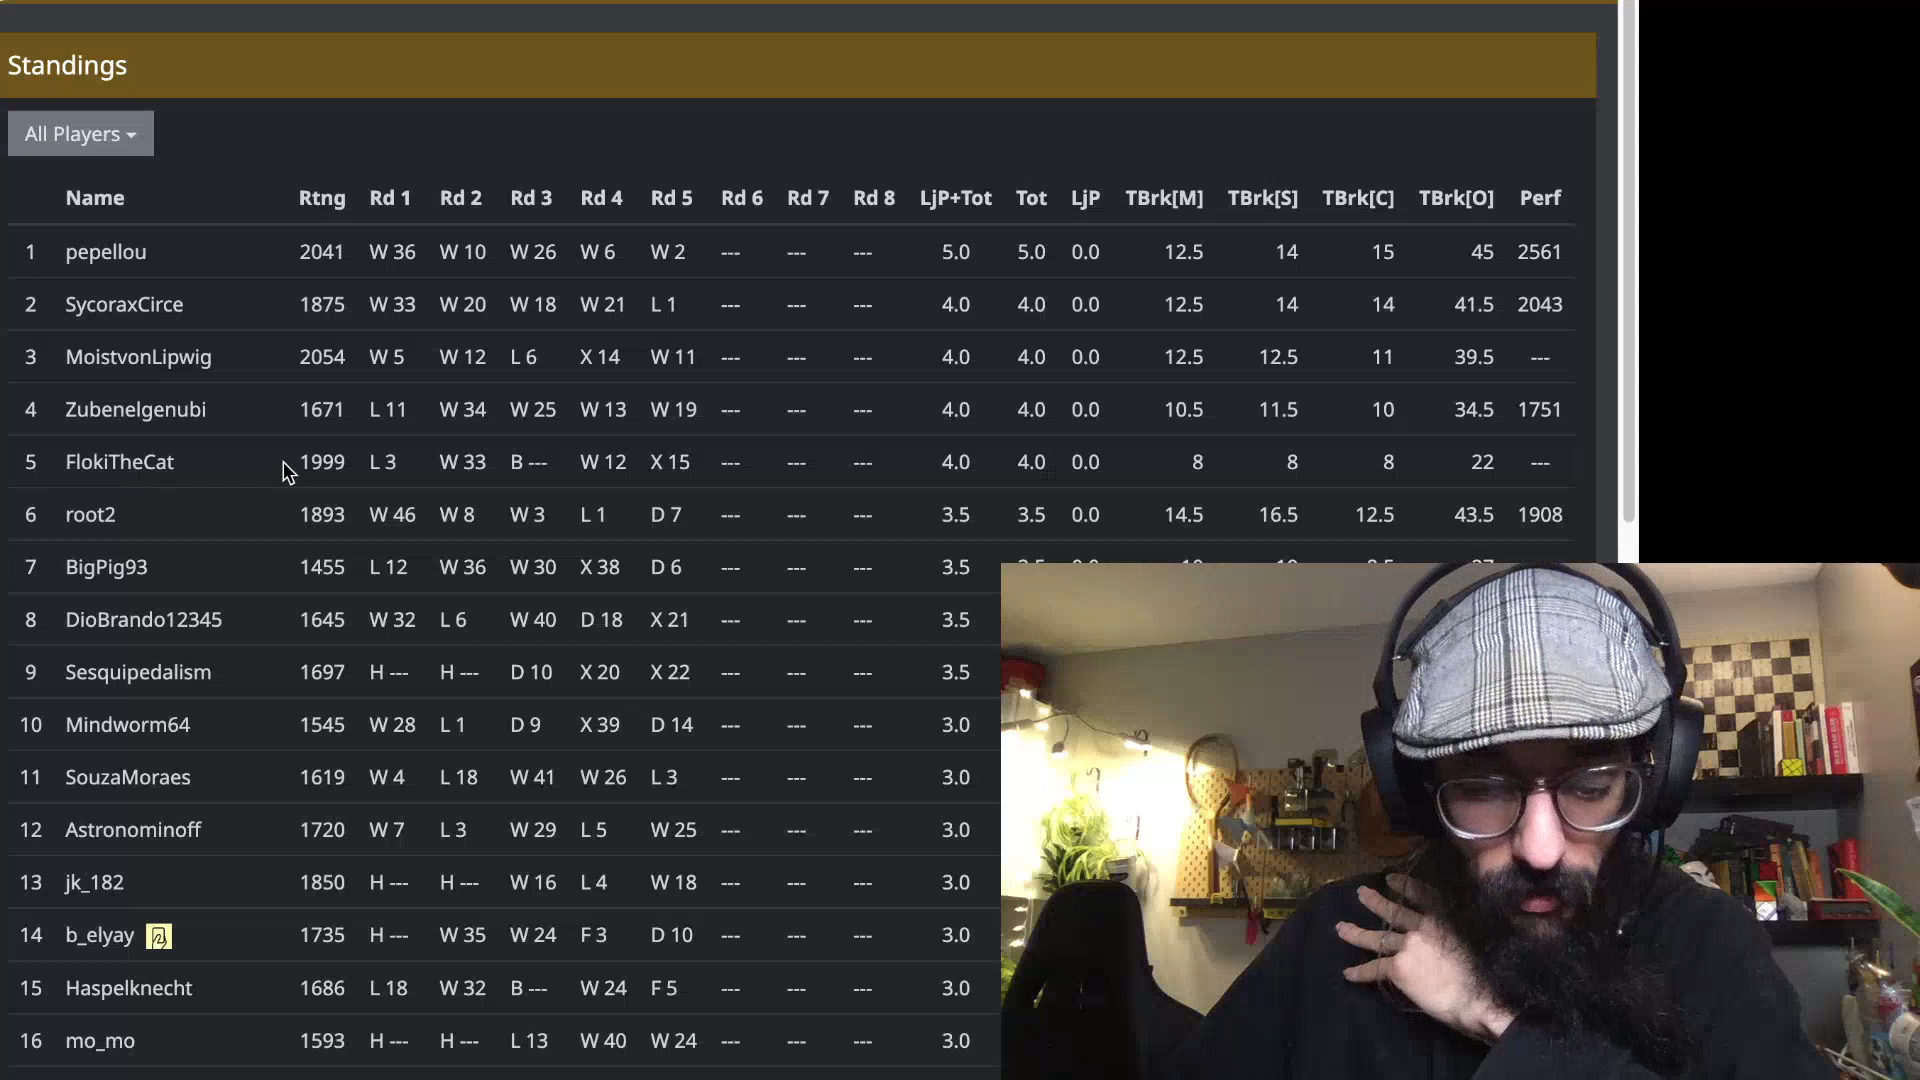 Standings
All Players
Name Rtng Rd 1 Rd 2 Rd 3 Rd 4 Rd 5 Rd 6 Rd 7 Rd 8 LjP+Tot Tot LjP TBrk[M] TBrk[S] TBrk[C] TBrk[O] Perf
1 pepellou 2041 W 36 W 10 W 26 W 6 W 2 --- --- --- 5.0 5.0 0.0 12.5 14 15 45 2561
2 SycoraxCirce 1875 W 33 W 20 W 18 W 21 L 1 --- --- --- 4.0 4.0 0.0 12.5 14 14 41.5 2043
3 MoistvonLipwig 2054 W 5 W 12 L 6 X 14 W 11 --- --- --- 4.0 4.0 0.0 12.5 12.5 11 39.5 ---
4 Zubenelgenubi 1671 L 11 W 34 W 25 W 13 W 19 --- --- --- 4.0 4.0 0.0 10.5 11.5 10 34.5 1751
5 FlokiTheCat 1999 L 3 W 33 B --- W 12 X 15 --- --- --- 4.0 4.0 0.0 8 8 8 22 ---
6 root2 1893 W 46 W 8 W 3 L 1 D 7 --- --- --- 3.5 3.5 0.0 14.5 16.5 12.5 43.5 1908
7 BigPig93 1455 L 12 W 36 W 30 X 38 D 6 --- --- --- 3.5
8 DioBrando12345 1645 W 32 L 6 W 40 D 18 X 21 --- --- --- 3.5
9 Sesquipedalism 1697 H --- H --- D 10 X 20 X 22 --- --- --- 3.5
10 Mindworm64 1545 W 28 L 1 D 9 X 39 D 14 --- --- --- 3.0
11 SouzaMoraes 1619 W 4 L 18 W 41 W 26 L 3 --- --- --- 3.0
12 Astronominoff 1720 W 7 L 3 W 29 L 5 W 25 --- --- --- 3.0
13 jk_182 1850 H --- H --- W 16 L 4 W 18 --- --- --- 3.0
14 b_elyay 1735 H --- W 35 W 24 F 3 D 10 --- --- --- 3.0
15 Haspelknecht 1686 L 18 W 32 B --- W 24 F 5 --- --- --- 3.0
16 mo_mo 1593 H --- H --- L 13 W 40 W 24 --- --- --- 3.0